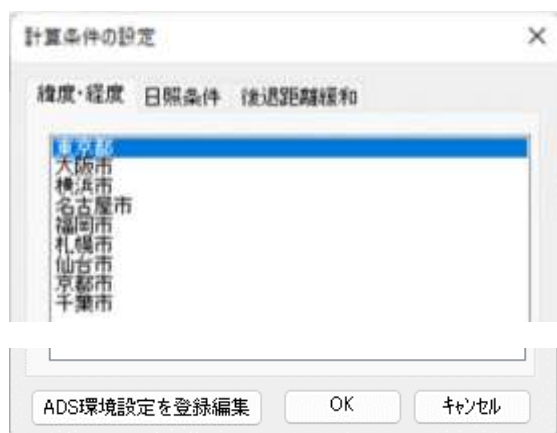 計算条件の設定
緯度・経度 日照条件 後退距離緩和
東京都
大阪市
横浜市
名古屋市
福岡市
札幌市
仙台市
京都市
千葉市
ADS環境設定を登録編集 OK キャンセル